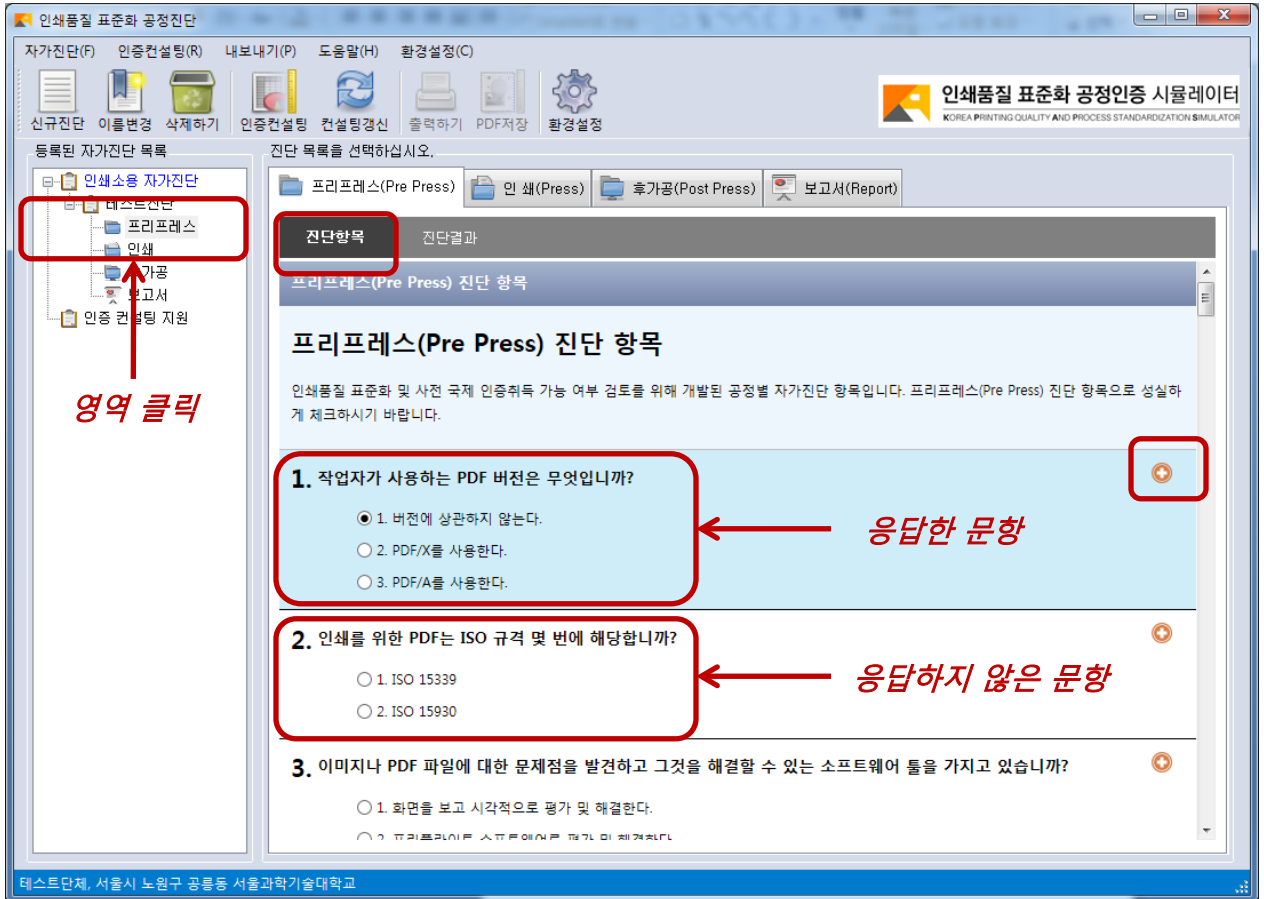 인쇄품질 표준화 공정진단
자가진단(F) 인증컨설팅(R) 내보내기(P) 도움말(H) 환경설정(C)
신규진단 이름변경 삭제하기 인증컨설팅 컨설팅갱신 출력하기 PDF저장 환경설정
인쇄품질 표준화 공정인증 시뮬레이터
KOREA PRINTING QUALITY AND PROCESS STANDARDIZATION SIMULATOR
등록된 자가진단 목록
인쇄소용 자가진단
테스트진단
프리프레스
인쇄
후가공
보고서
인증 컨설팅 지원
영역 클릭
진단 목록을 선택하십시오.
프리프레스(Pre Press) 인 쇄(Press) 후가공(Post Press) 보고서(Report)
진단항목 진단결과
프리프레스(Pre Press) 진단 항목
프리프레스(Pre Press) 진단 항목
인쇄품질 표준화 및 사전 국제 인증취득 가능 여부 검토를 위해 개발된 공정별 자가진단 항목입니다. 프리프레스(Pre Press) 진단 항목으로 성실하
게 체크하시기 바랍니다.
1. 작업자가 사용하는 PDF 버전은 무엇입니까?
1. 버전에 상관하지 않는다.
2. PDF/X를 사용한다.
3. PDF/A를 사용한다.
응답한 문항
2. 인쇄를 위한 PDF는 ISO 규격 몇 번에 해당합니까?
1. ISO 15339
2. ISO 15930
응답하지 않은 문항
3. 이미지나 PDF 파일에 대한 문제점을 발견하고 그것을 해결할 수 있는 소프트웨어 툴을 가지고 있습니까?
1. 화면을 보고 시각적으로 평가 및 해결한다.
2. 프리플라이트 소프트웨어로 평가 및 해결한다.
테스트단체, 서울시 노원구 공릉동 서울과학기술대학교